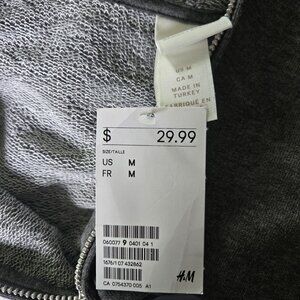 US M
CA M
MADE IN
TURKEY
FABRIQUÉ EN
$ 29.99
SIZE/TAILLE
US M
FR M
060077 9 0401 04 1
1676/1 07 432862
H&M
CA 0754370 005 A1